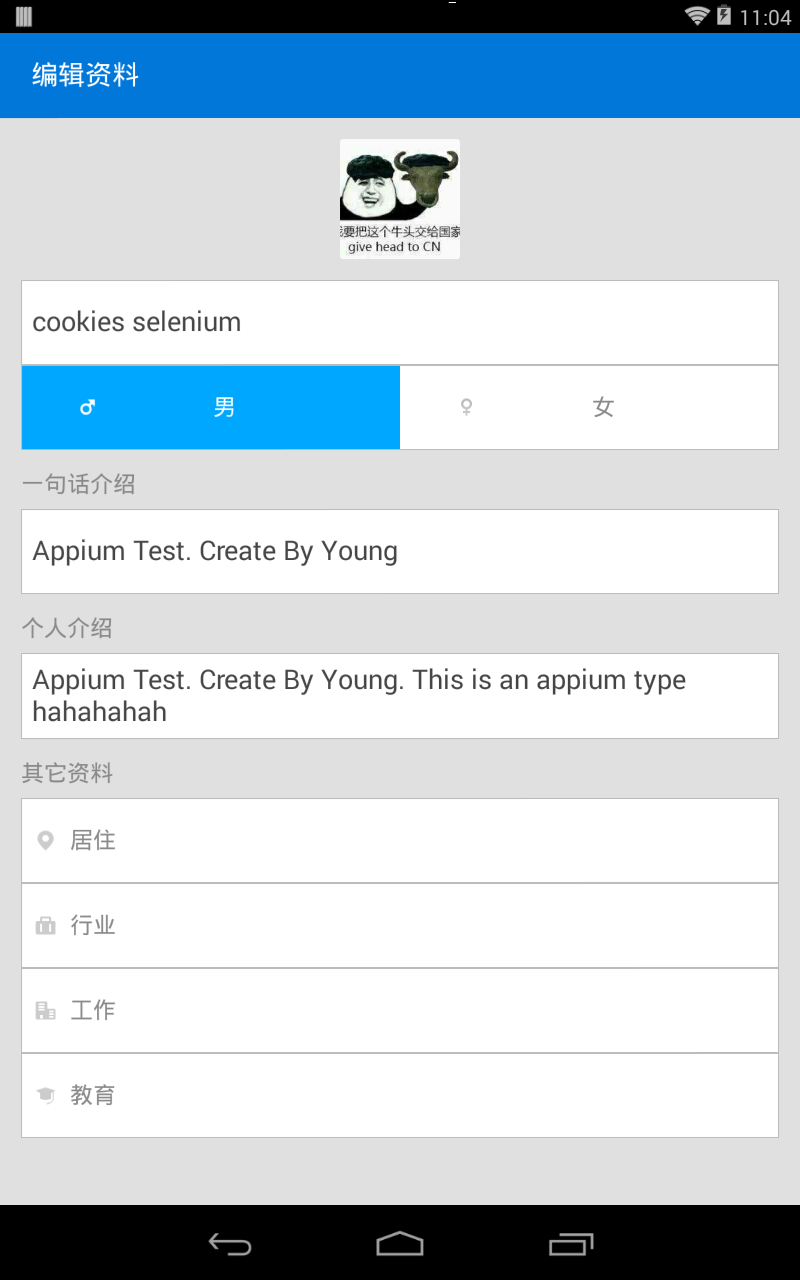 11:04
编辑资料
我要把这个牛头交给国家
give head to CN
cookies selenium
男
女
一句话介绍
Appium Test. Create By Young
个人介绍
Appium Test. Create By Young. This is an appium type
hahahahah
其它资料
居住
行业
工作
教育